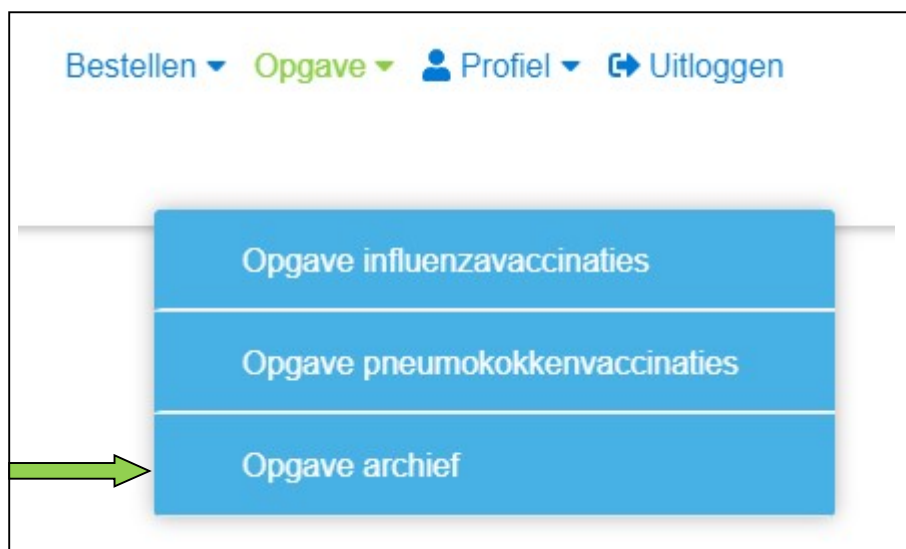 Bestellen Opgave Profiel Uitloggen
Opgave influenzavaccinaties
Opgave pneumokokkenvaccinaties
Opgave archief